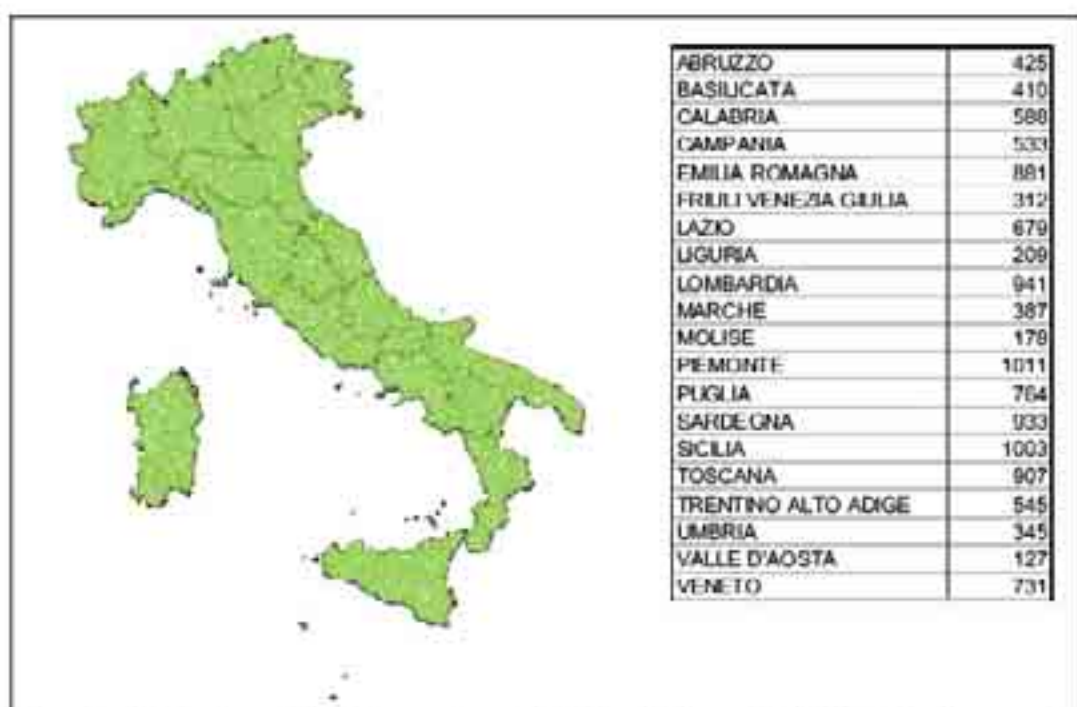 ABRUZZO 425
BASILICATA 410
CALABRIA 588
CAMPANIA 533
EMILIA ROMAGNA 881
FRIULI VENEZIA GIULIA 312
LAZIO 679
LIGURIA 209
LOMBARDIA 941
MARCHE 387
MOLISE
PIEMONTE 1011
PUGLIA 764
SARDEGNA 933
SICILIA 1003
TOSCANA 907
TRENTINO ALTO ADIGE 545
UMBRIA 345
VALLE D'AOSTA 127
VENETO 731